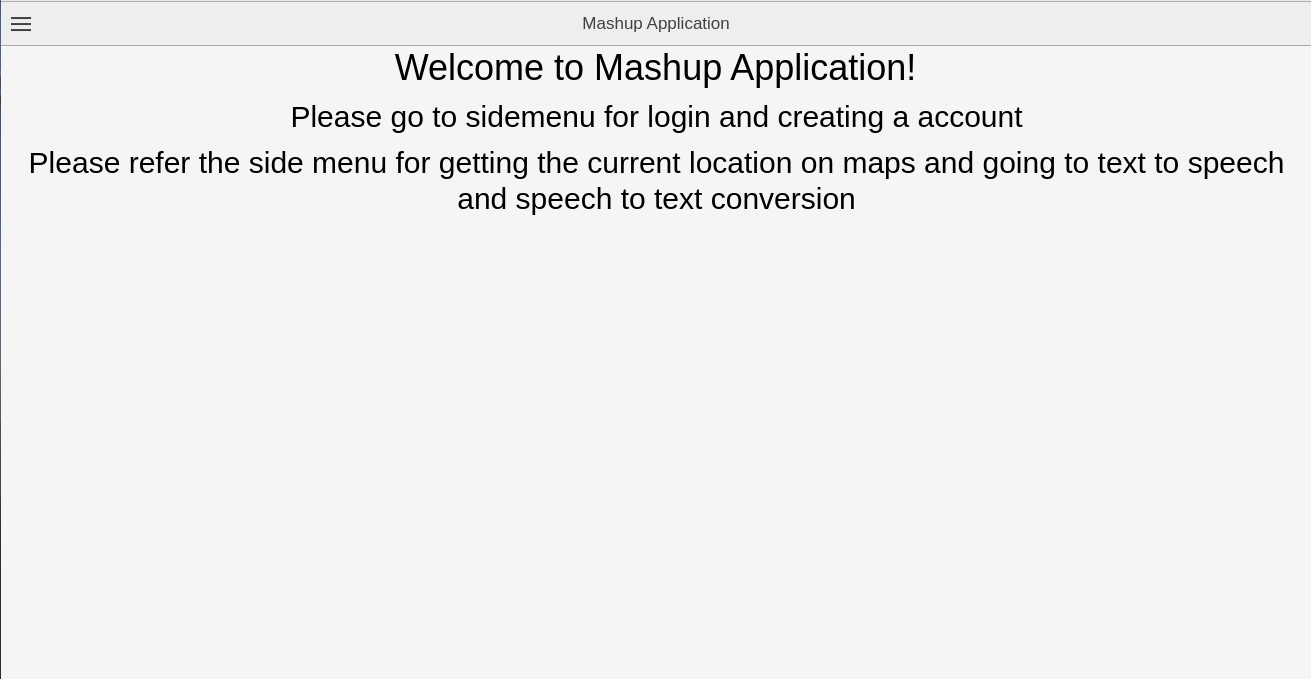 Mashup Application
Welcome to Mashup Application!
Please go to sidemenu for login and creating a account
Please refer the side menu for getting the current location on maps and going to text to speech
and speech to text conversion